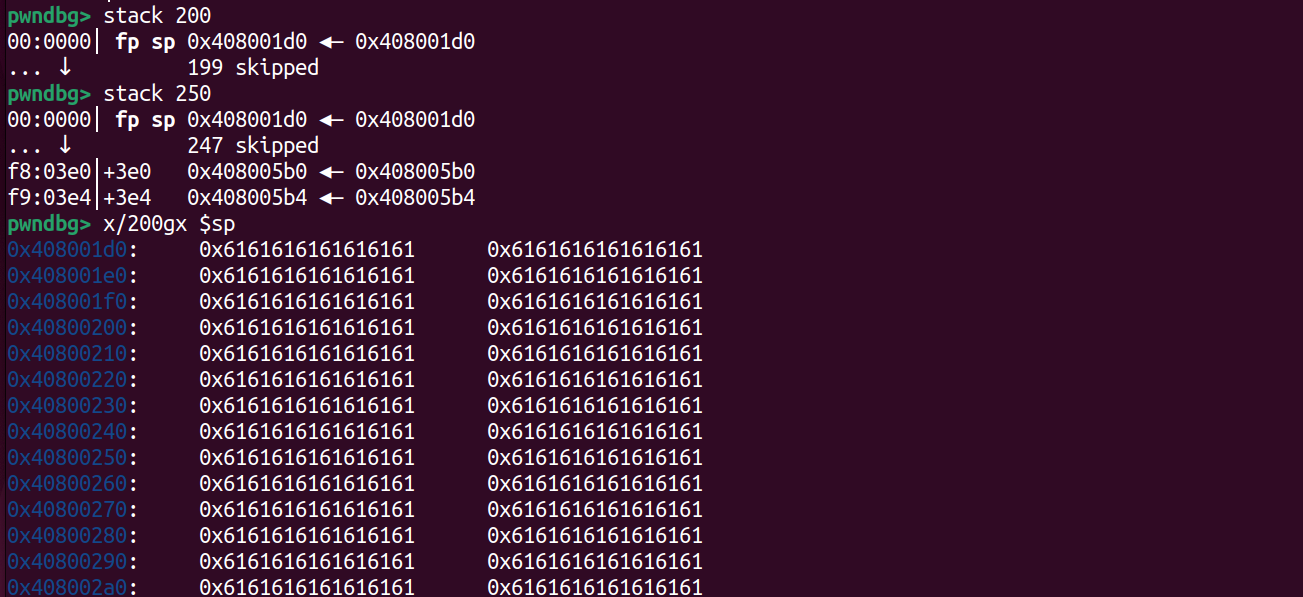 pwndbg> stack 200
00:0000│ fp sp 0x408001d0 ◂— 0x408001d0
... ↓ 199 skipped
pwndbg> stack 250
00:0000│ fp sp 0x408001d0 ◂— 0x408001d0
... ↓ 247 skipped
f8:03e0│+3e0 0x408005b0 ◂— 0x408005b0
f9:03e4│+3e4 0x408005b4 ◂— 0x408005b4
pwndbg> x/200gx $sp
0x408001d0: 0x6161616161616161 0x6161616161616161
0x408001e0: 0x6161616161616161 0x6161616161616161
0x408001f0: 0x6161616161616161 0x6161616161616161
0x40800200: 0x6161616161616161 0x6161616161616161
0x40800210: 0x6161616161616161 0x6161616161616161
0x40800220: 0x6161616161616161 0x6161616161616161
0x40800230: 0x6161616161616161 0x6161616161616161
0x40800240: 0x6161616161616161 0x6161616161616161
0x40800250: 0x6161616161616161 0x6161616161616161
0x40800260: 0x6161616161616161 0x6161616161616161
0x40800270: 0x6161616161616161 0x6161616161616161
0x40800280: 0x6161616161616161 0x6161616161616161
0x40800290: 0x6161616161616161 0x6161616161616161
0x408002a0: 0x6161616161616161 0x6161616161616161